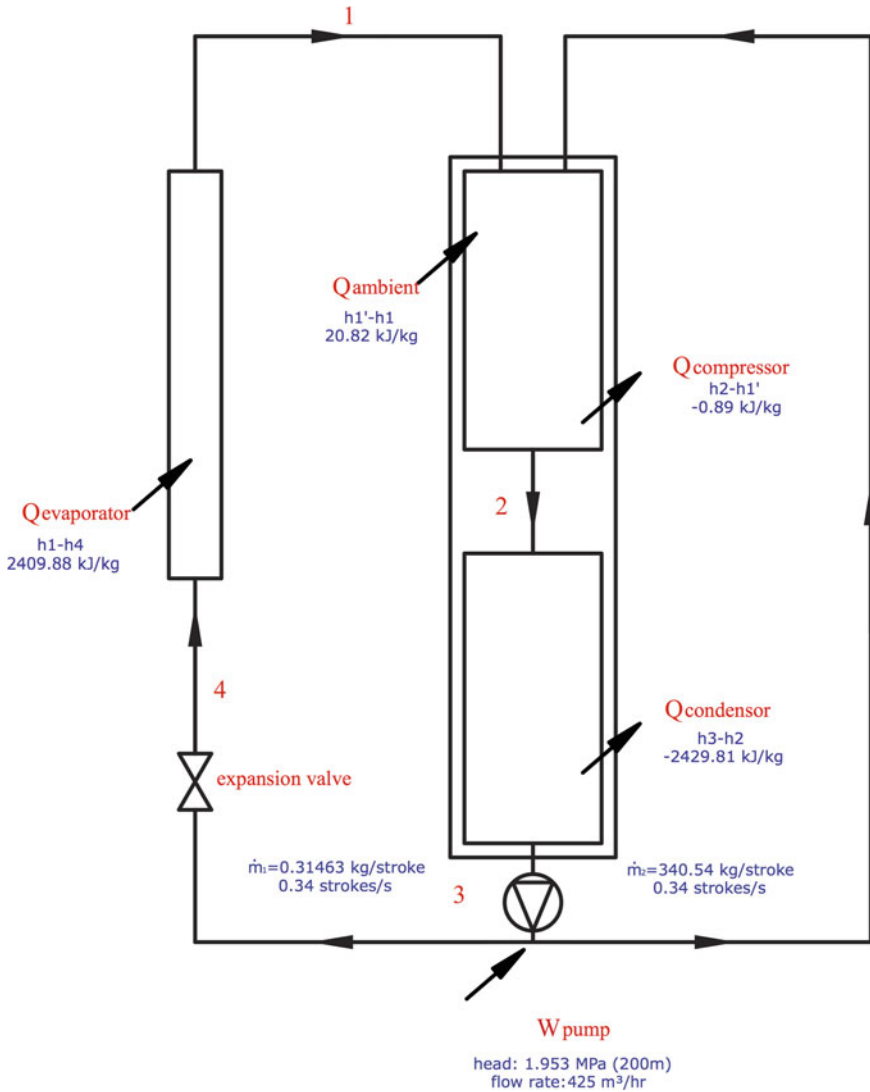 1
Qambient
h1'-h1
20.82 kJ/kg
Qcompressor
h2-h1'
-0.89 kJ/kg
2
Qevaporator
h1-h4
2409.88 kJ/kg
4
Qcondensor
h3-h2
-2429.81 kJ/kg
expansion valve
ṁ₁=0.31463 kg/stroke
0.34 strokes/s
ṁ₂=340.54 kg/stroke
0.34 strokes/s
3
Wpump
head: 1.953 MPa (200m)
flow rate:425 m³/hr